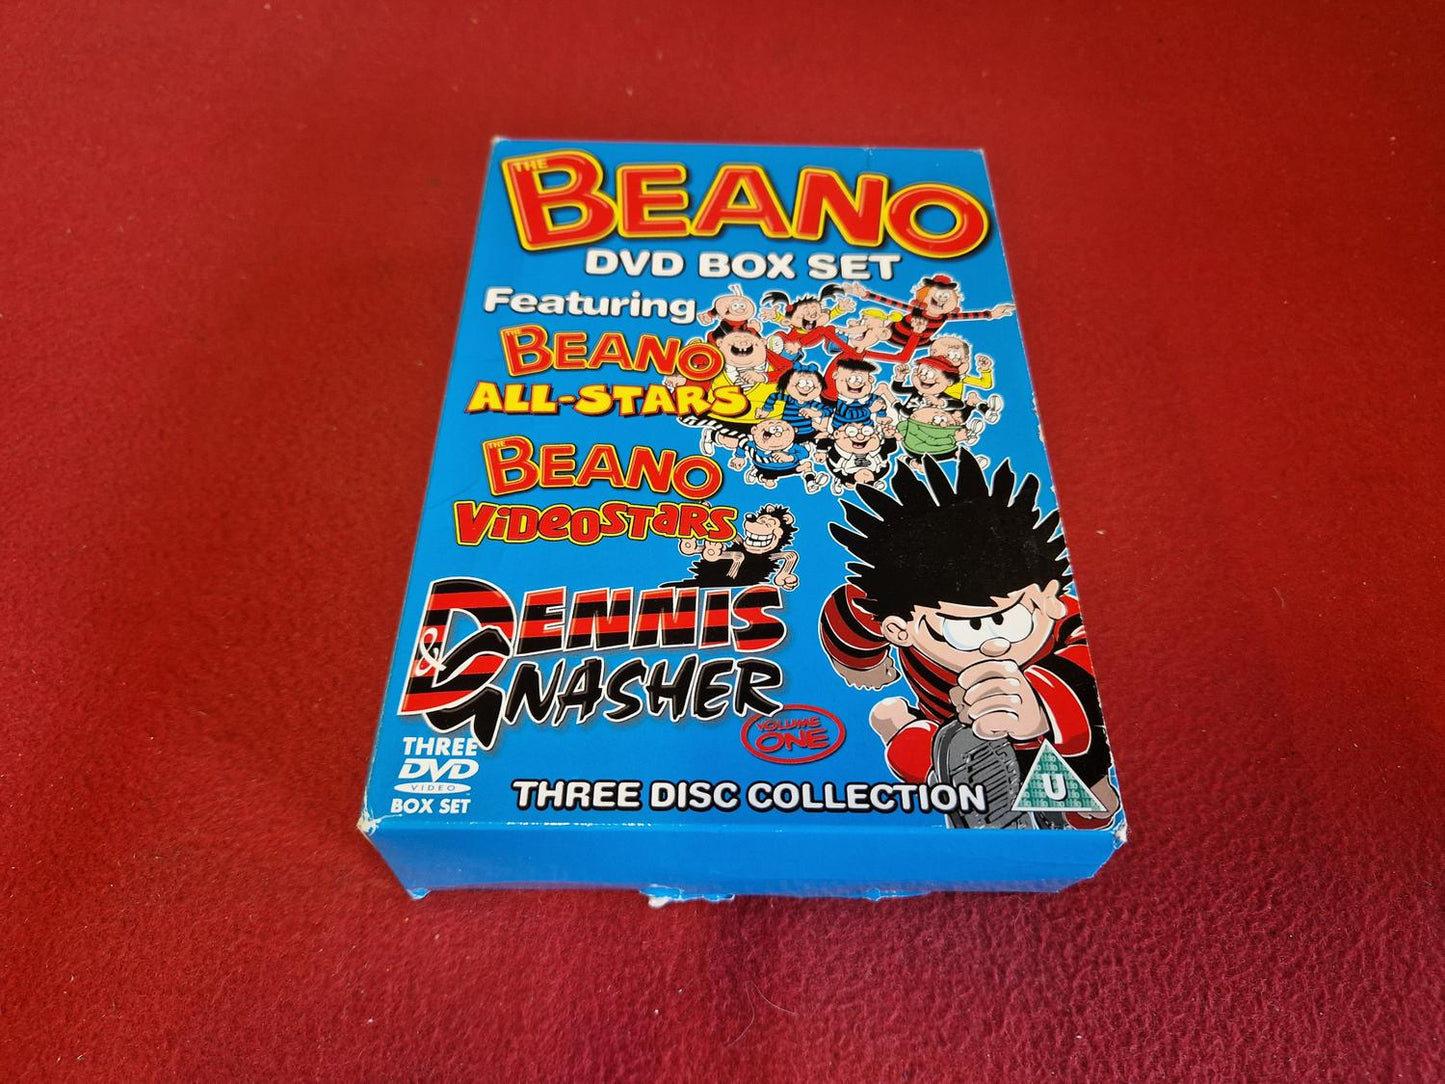 THE
BEANO
DVD BOX SET
Featuring
THE
BEANO
ALL-STARS
THE
BEANO
ViDeoStaRS
DENNIS
& GNASHER
VOLUME
ONE
THREE
DVD
VIDEO
BOX SET
THREE DISC COLLECTION
U